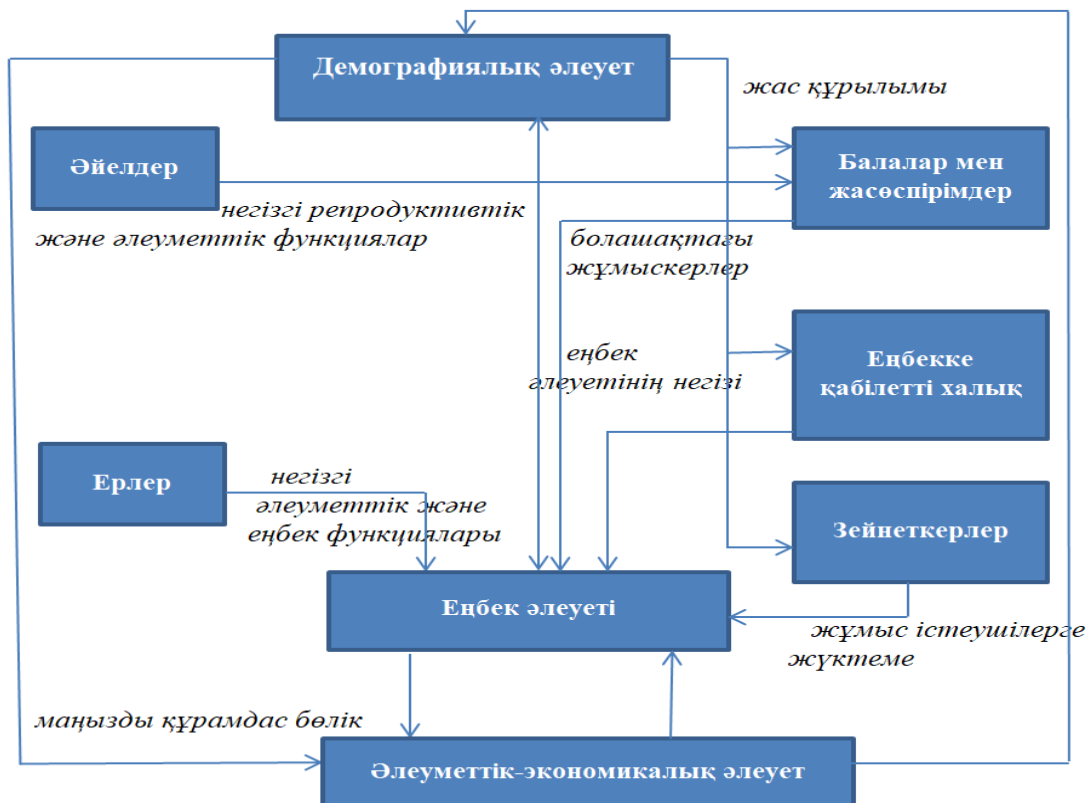 Демографиялық әлеует
жас құрылымы
Әйелдер
Балалар мен
жасөспірімдер
негізгі репродуктивтік
және әлеуметтік функциялар
болашақтағы
жұмыскерлер
еңбек
әлеуетінің негізі
Еңбекке
қабілетті халық
Ерлер
негізгі
әлеуметтік және
еңбек функциялары
Зейнеткерлер
Еңбек әлеуеті
жұмыс істеушілерге
жүктеме
маңызды құрамдас бөлік
Әлеуметтік-экономикалық әлеует